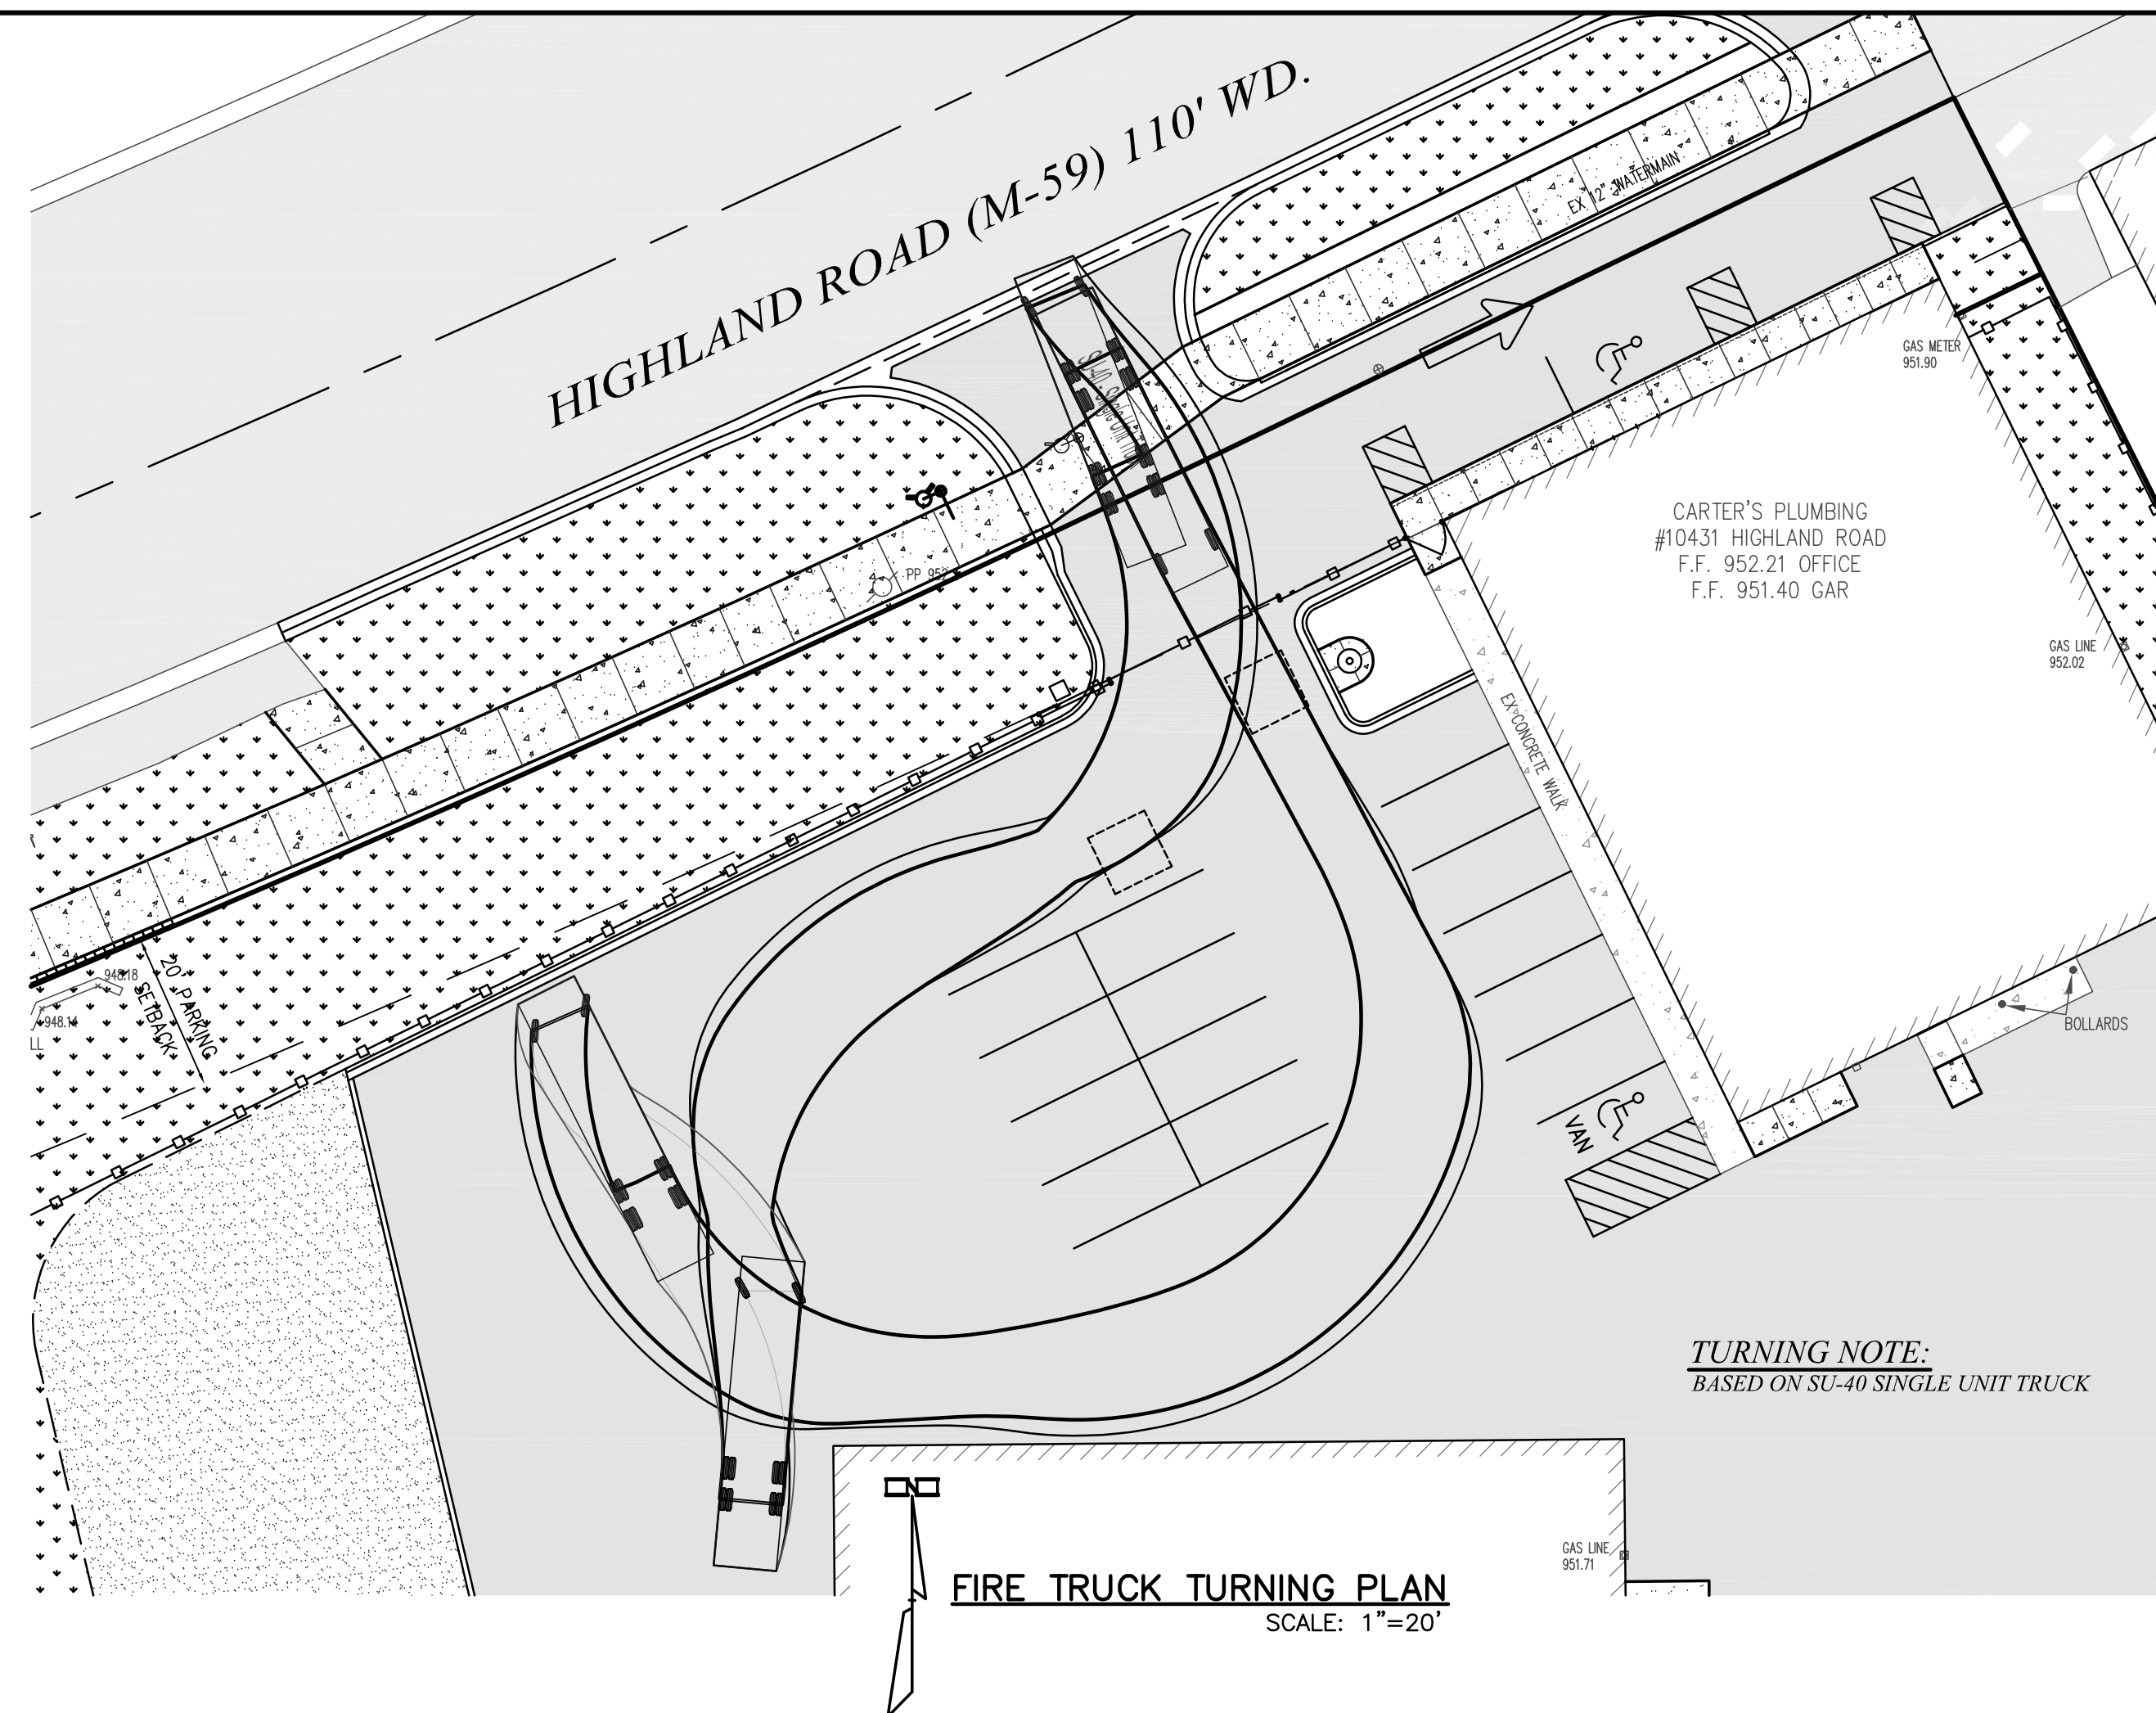 HIGHLAND ROAD (M-59) 110' WD.
EX 12" WATERMAIN
GAS METER
951.90
CARTER'S PLUMBING
#10431 HIGHLAND ROAD
F.F. 952.21 OFFICE
F.F. 951.40 GAR
PP 952
GAS LINE
952.02
EX CONCRETE WALK
948.18
20' PARKING
SETBACK
948.14
LL
BOLLARDS
VAN
TURNING NOTE:
BASED ON SU-40 SINGLE UNIT TRUCK
GAS LINE
951.71
FIRE TRUCK TURNING PLAN
SCALE: 1"=20'